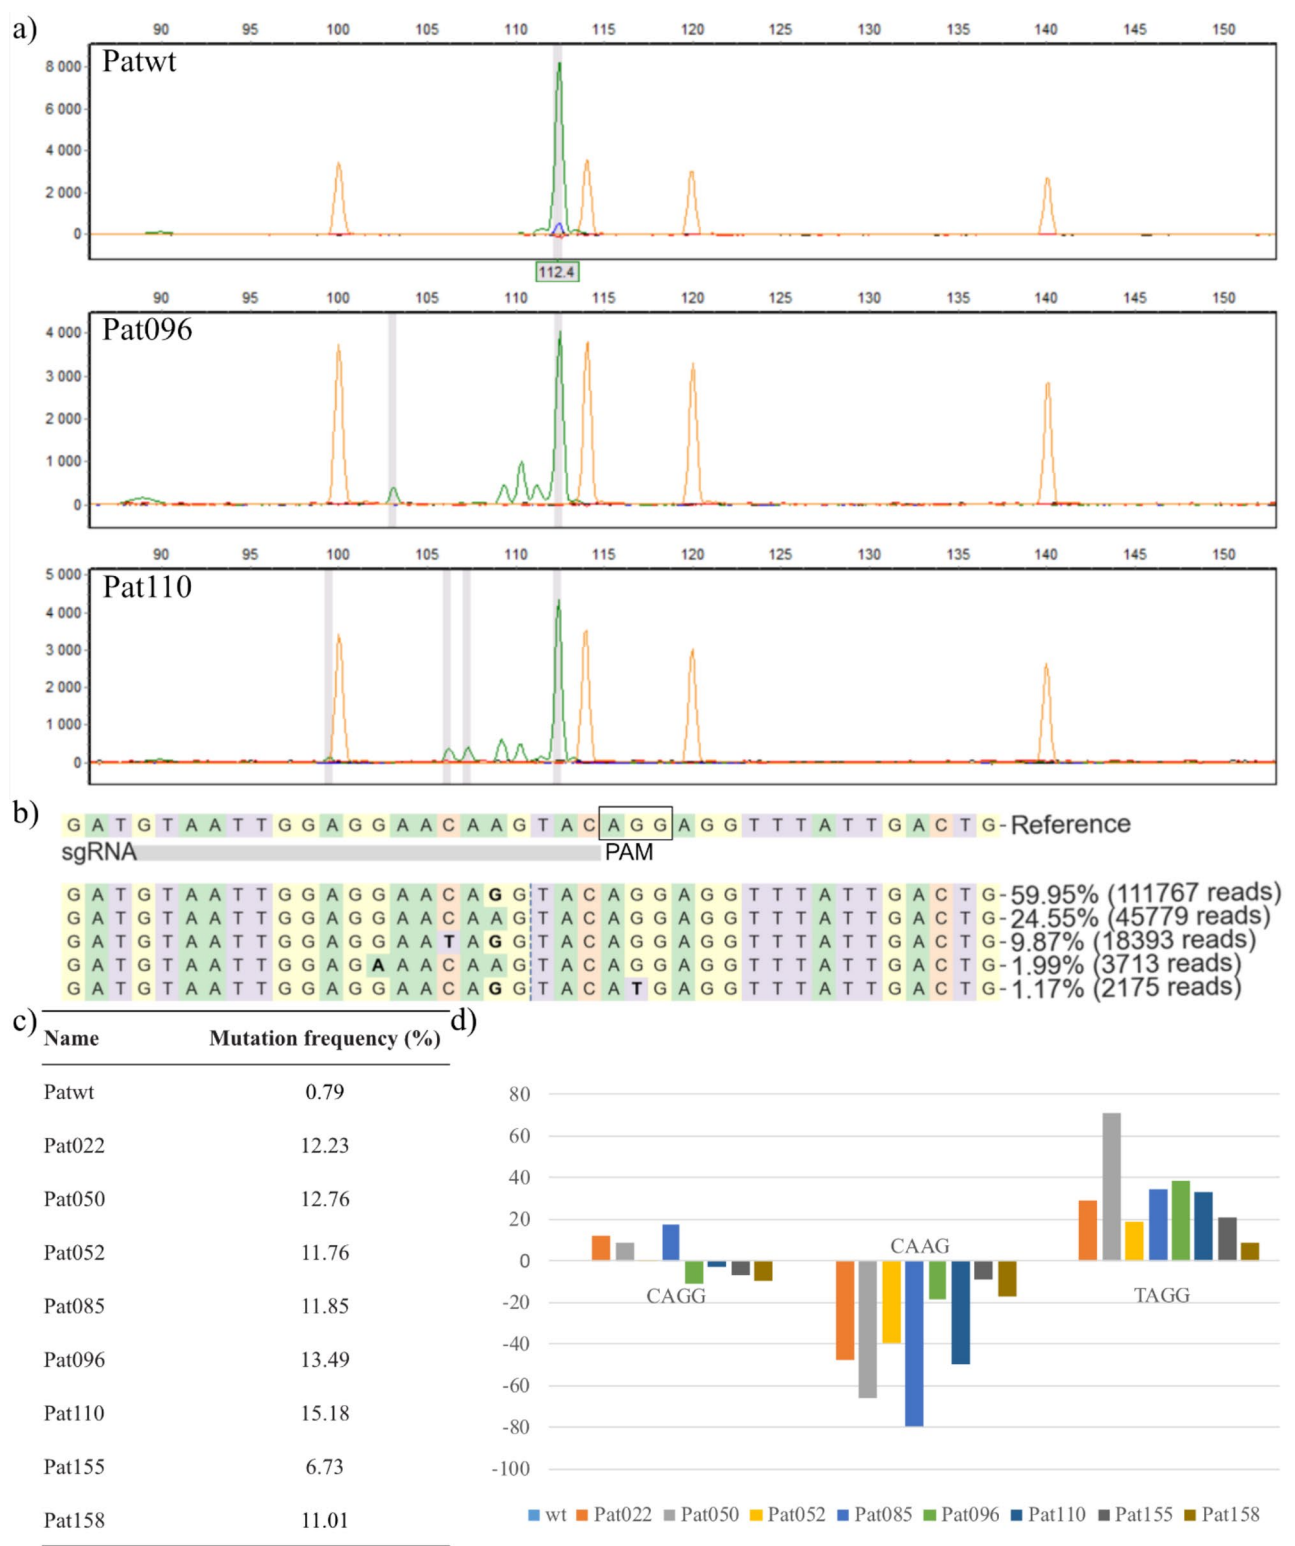 a)
90 95 100 105 110 115 120 125 130 135 140 145 150
Patwt
8 000
6 000
4 000
2 000
0
112.4
90 95 100 105 110 115 120 125 130 135 140 145 150
Pat096
4 000
3 000
2 000
1 000
0
90 95 100 105 110 115 120 125 130 135 140 145 150
Pat110
5 000
4 000
3 000
2 000
1 000
0
b)
G A T G T A A T T G G A G G A A C A A G T A C A G G A G G T T T A T T G A C T G - Reference
sgRNA PAM
G A T G T A A T T G G A G G A A C A G G T A C A G G A G G T T T A T T G A C T G - 59.95% (111767 reads)
G A T G T A A T T G G A G G A A C A A G T A C A G G A G G T T T A T T G A C T G - 24.55% (45779 reads)
G A T G T A A T T G G A G G A A T A G G T A C A G G A G G T T T A T T G A C T G - 9.87% (18393 reads)
G A T G T A A T T G G A G A A A C A A G T A C A G G A G G T T T A T T G A C T G - 1.99% (3713 reads)
G A T G T A A T T G G A G G A A C A G G T A C A T G A G G T T T A T T G A C T G - 1.17% (2175 reads)
c)
Name Mutation frequency (%)
Patwt 0.79
Pat022 12.23
Pat050 12.76
Pat052 11.76
Pat085 11.85
Pat096 13.49
Pat110 15.18
Pat155 6.73
Pat158 11.01
d)
80
60
40
20
0
-20
-40
-60
-80
-100
CAGG
CAAG
TAGG
wt Pat022 Pat050 Pat052 Pat085 Pat096 Pat110 Pat155 Pat158